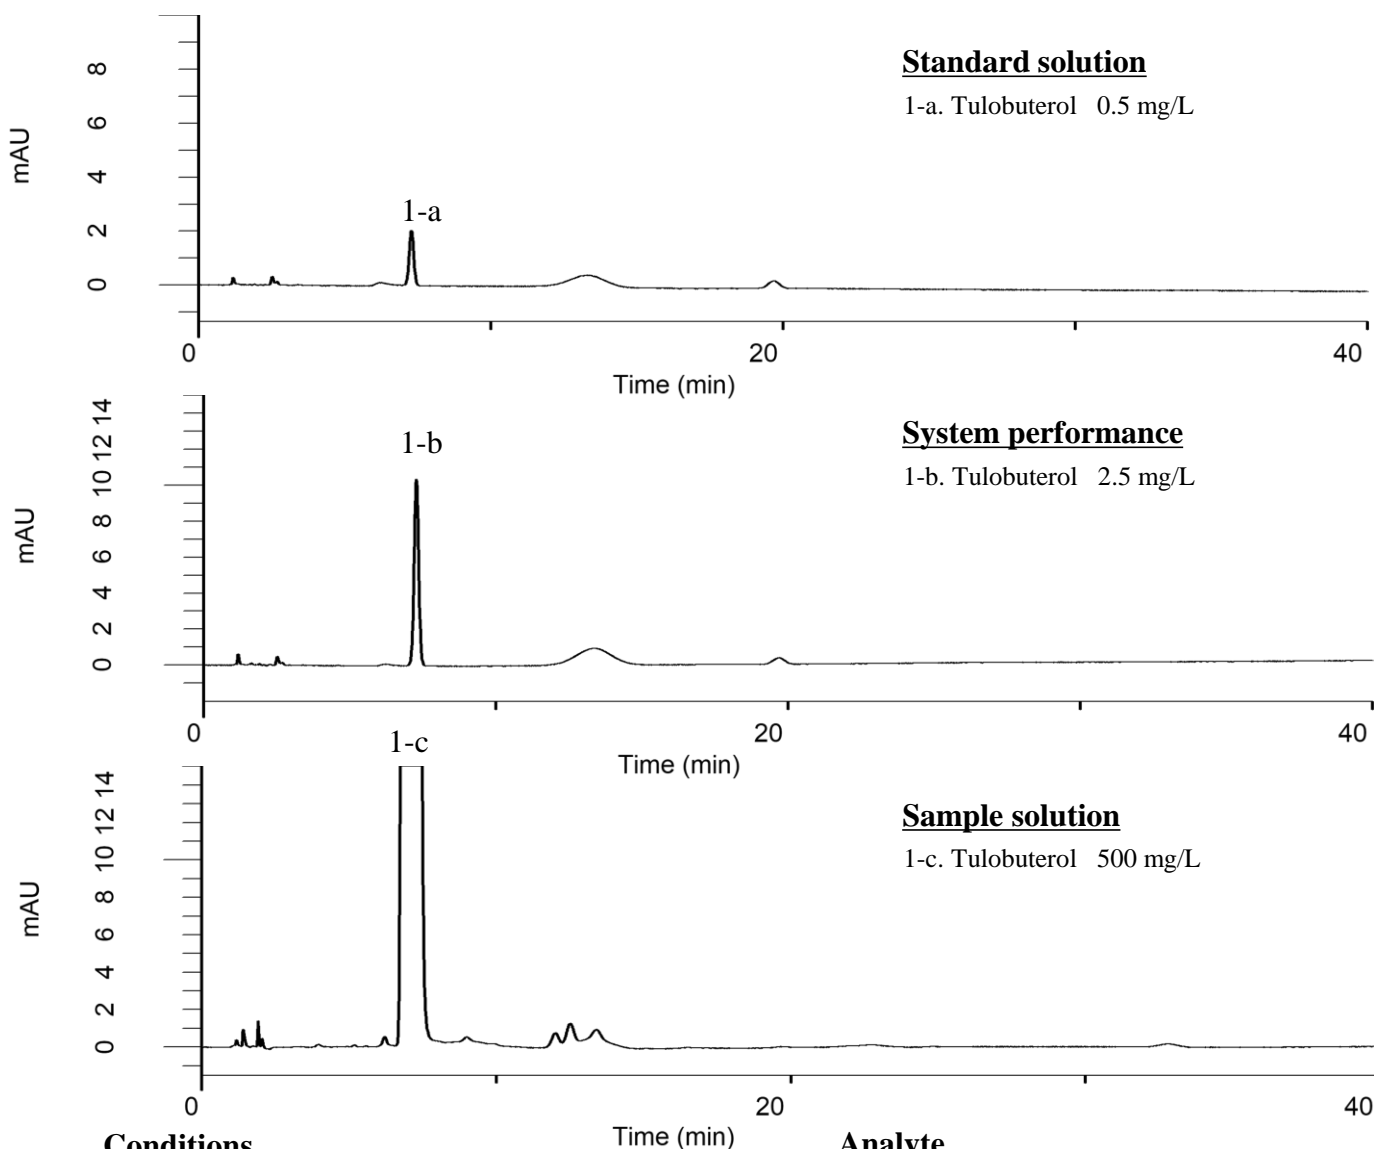 8
6
4
2
0
mAU
Standard solution
1-a. Tulobuterol 0.5 mg/L
1-a
0 20 40
Time (min)
14
12
10
8
6
4
2
0
mAU
System performance
1-b. Tulobuterol 2.5 mg/L
1-b
0 20 40
Time (min)
14
12
10
8
6
4
2
0
mAU
Sample solution
1-c. Tulobuterol 500 mg/L
1-c
0 20 40
Time (min)
Conditions
Analyte